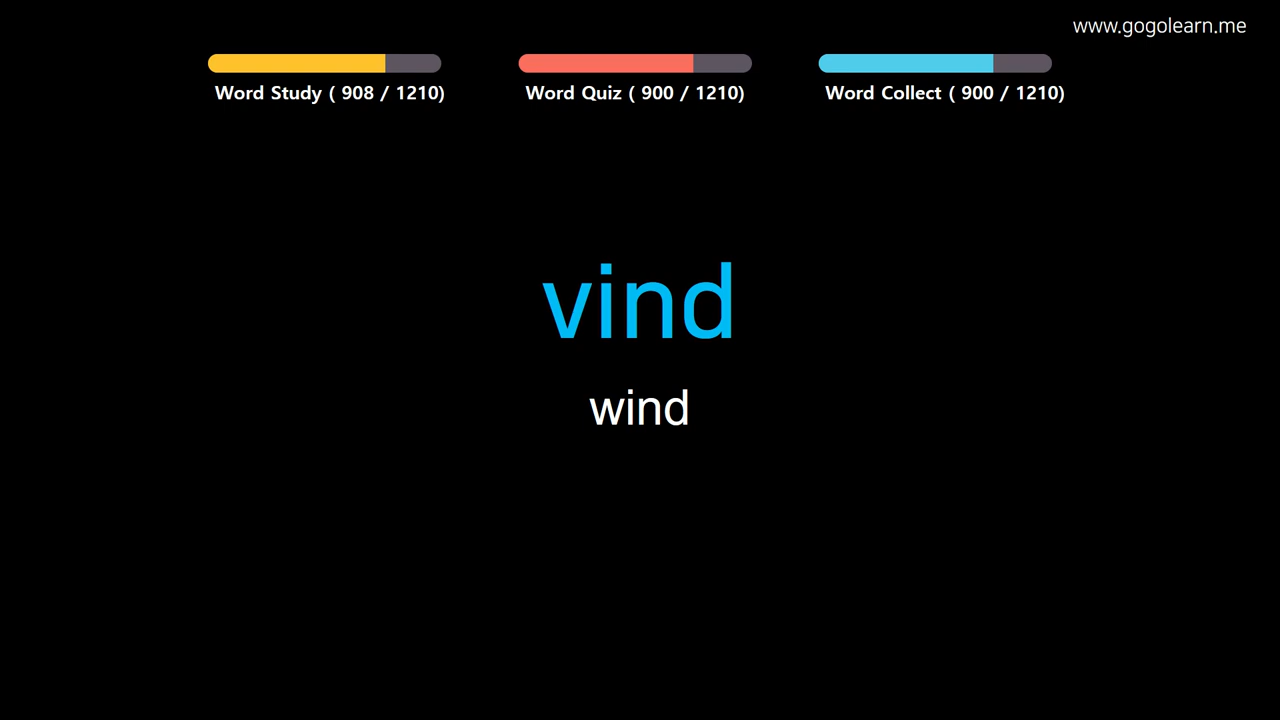 www.gogolearn.me
Word Study ( 908 / 1210)
Word Quiz ( 900 / 1210)
Word Collect ( 900 / 1210)
vind
wind